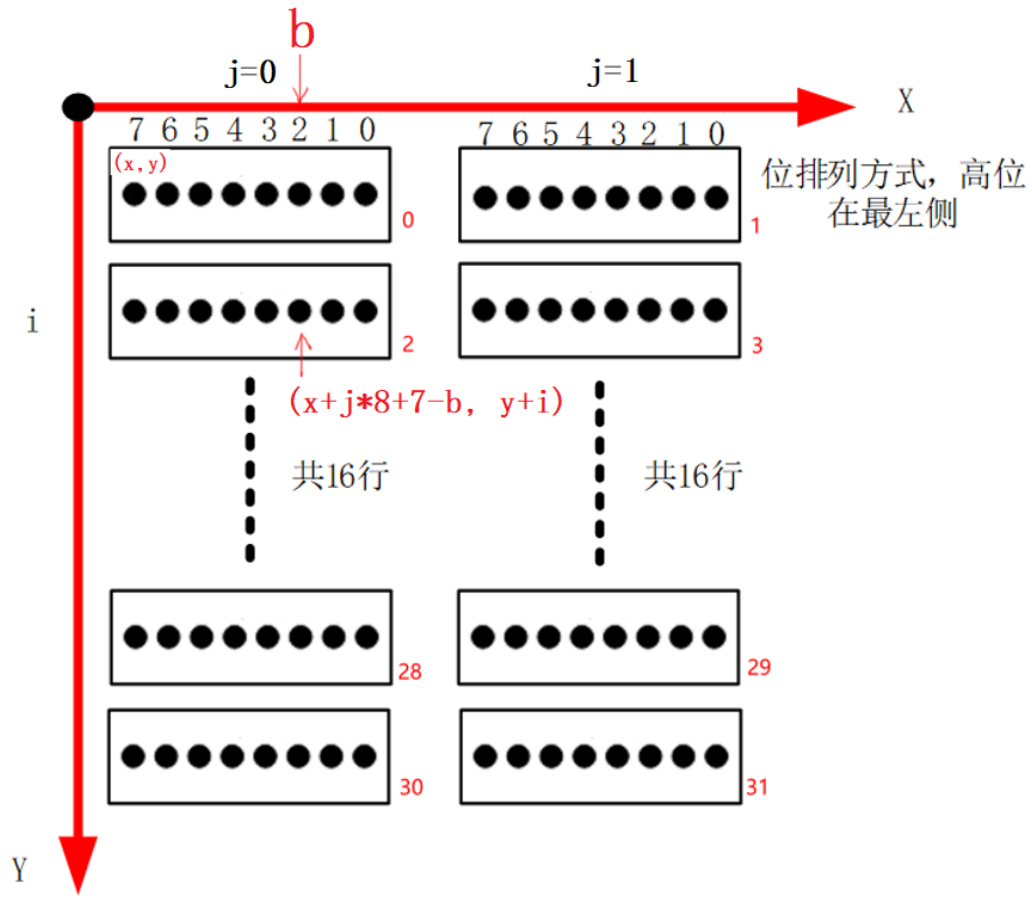 b
j=0
j=1
X
7 6 5 4 3 2 1 0
7 6 5 4 3 2 1 0
(x,y)
0
1
位排列方式，高位
在最左侧
i
2
3
(x+j*8+7-b, y+i)
共16行
共16行
28
29
30
31
Y